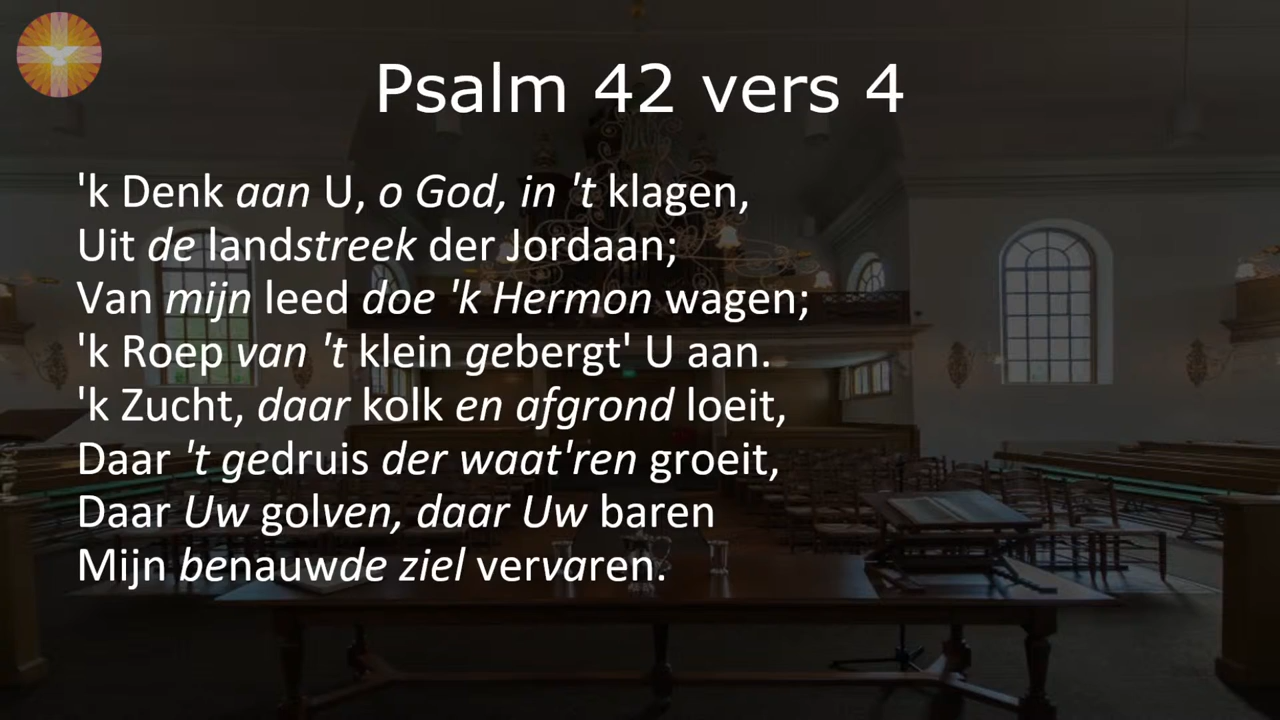 Psalm 42 vers 4
'k Denk aan U, o God, in 't klagen,
Uit de landstreek der Jordaan;
Van mijn leed doe 'k Hermon wagen;
'k Roep van 't klein gebergt' U aan.
'k Zucht, daar kolk en afgrond loeit,
Daar 't gedruis der waat'ren groeit,
Daar Uw golven, daar Uw baren
Mijn benauwde ziel vervaren.